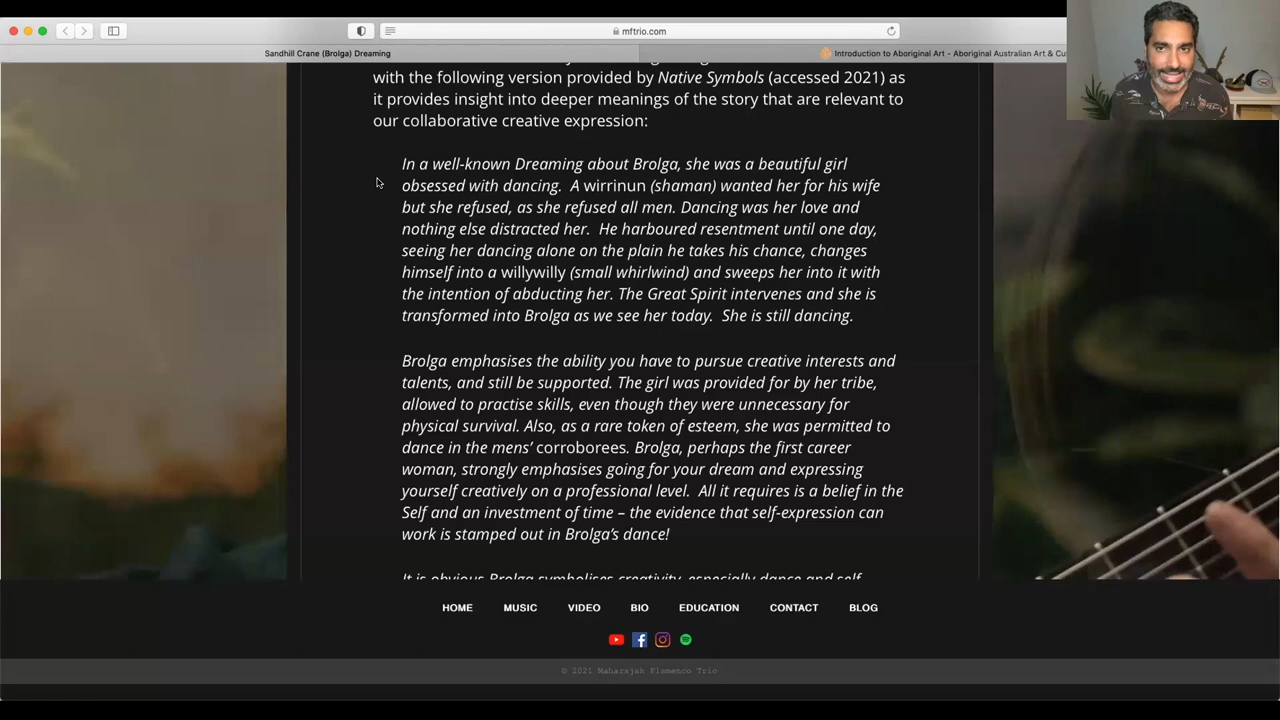 mftrio.com
Sandhill Crane (Brolga) Dreaming
Introduction to Aboriginal Art - Aboriginal Australian Art & Cu
with the following version provided by Native Symbols (accessed 2021) as
it provides insight into deeper meanings of the story that are relevant to
our collaborative creative expression:
In a well-known Dreaming about Brolga, she was a beautiful girl
obsessed with dancing.  A wirrinun (shaman) wanted her for his wife
but she refused, as she refused all men. Dancing was her love and
nothing else distracted her.  He harboured resentment until one day,
seeing her dancing alone on the plain he takes his chance, changes
himself into a willywilly (small whirlwind) and sweeps her into it with
the intention of abducting her. The Great Spirit intervenes and she is
transformed into Brolga as we see her today.  She is still dancing.
Brolga emphasises the ability you have to pursue creative interests and
talents, and still be supported. The girl was provided for by her tribe,
allowed to practise skills, even though they were unnecessary for
physical survival. Also, as a rare token of esteem, she was permitted to
dance in the mens’ corroborees. Brolga, perhaps the first career
woman, strongly emphasises going for your dream and expressing
yourself creatively on a professional level.  All it requires is a belief in the
Self and an investment of time – the evidence that self-expression can
work is stamped out in Brolga’s dance!
It is obvious Brolga symbolises creativity, especially dance and self
HOME MUSIC VIDEO BIO EDUCATION CONTACT BLOG
© 2021 Maharajah Flamenco Trio